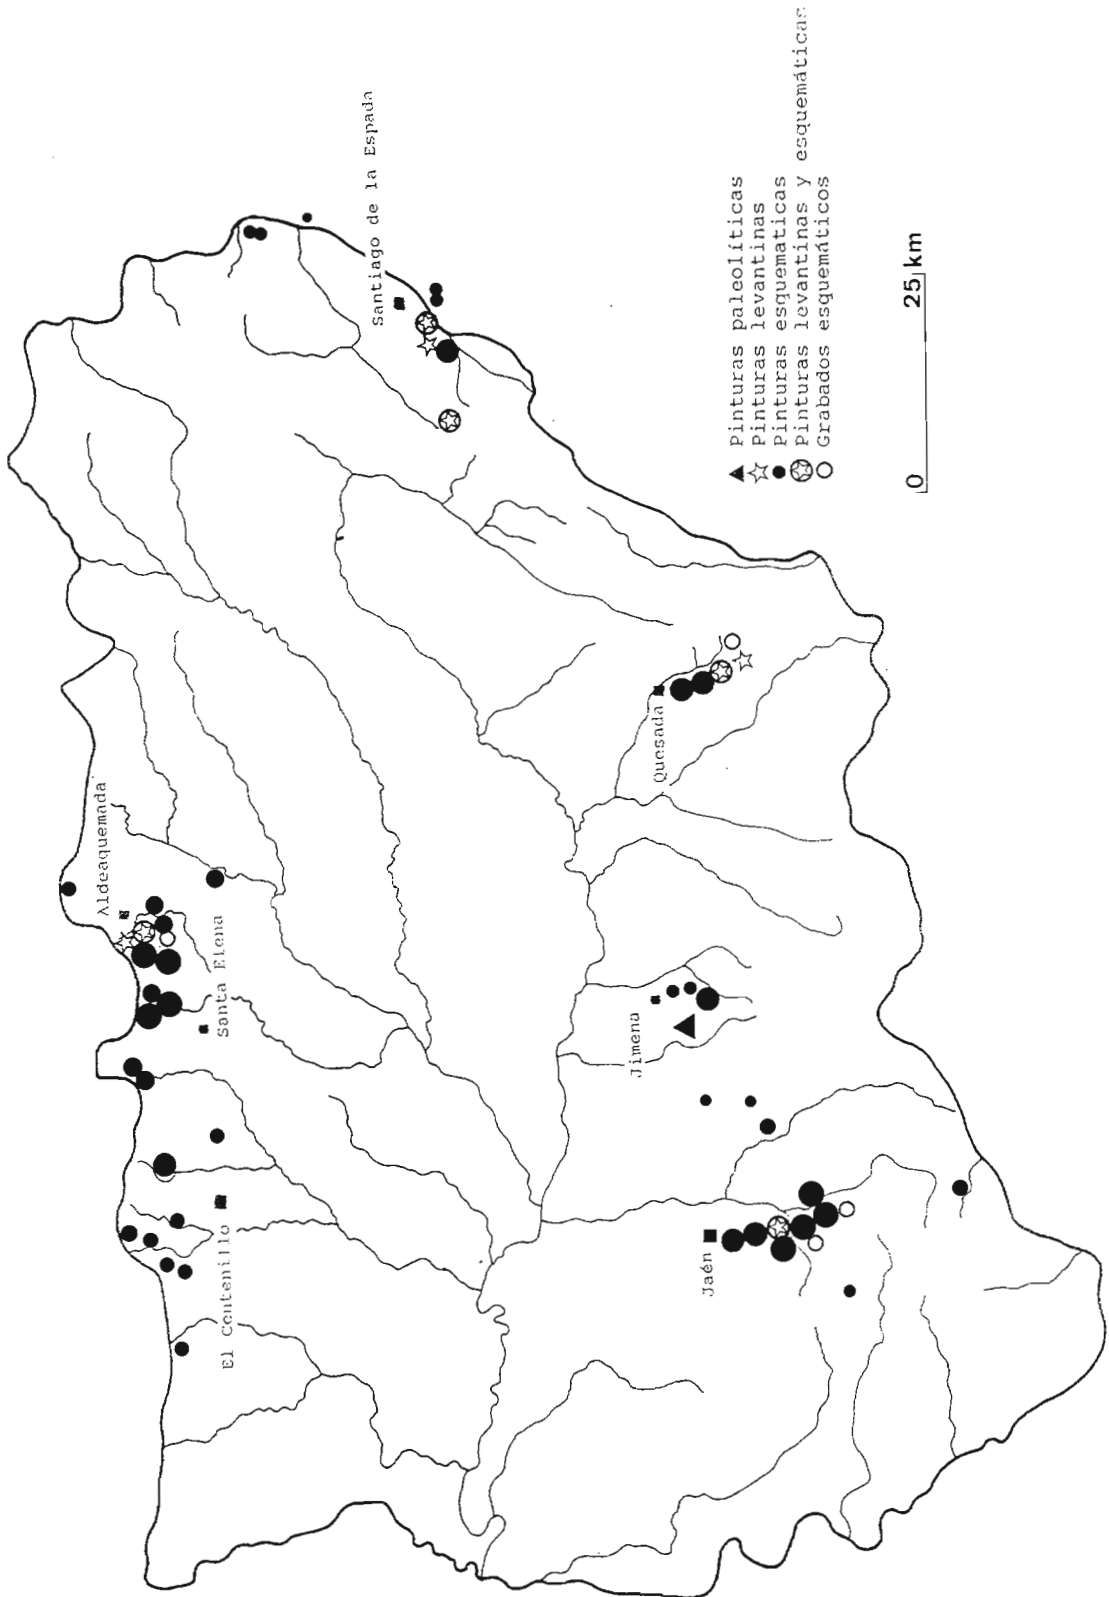 Santiago de la Espada
Aldeaquemada
Santa Elena
El Centenillo
Quesada
Jimena
Jaén
Pinturas paleolíticas
Pinturas levantinas
Pinturas esquematicas
Pinturas levantinas y esquemáticas
Grabados esquemáticos
0 25 km